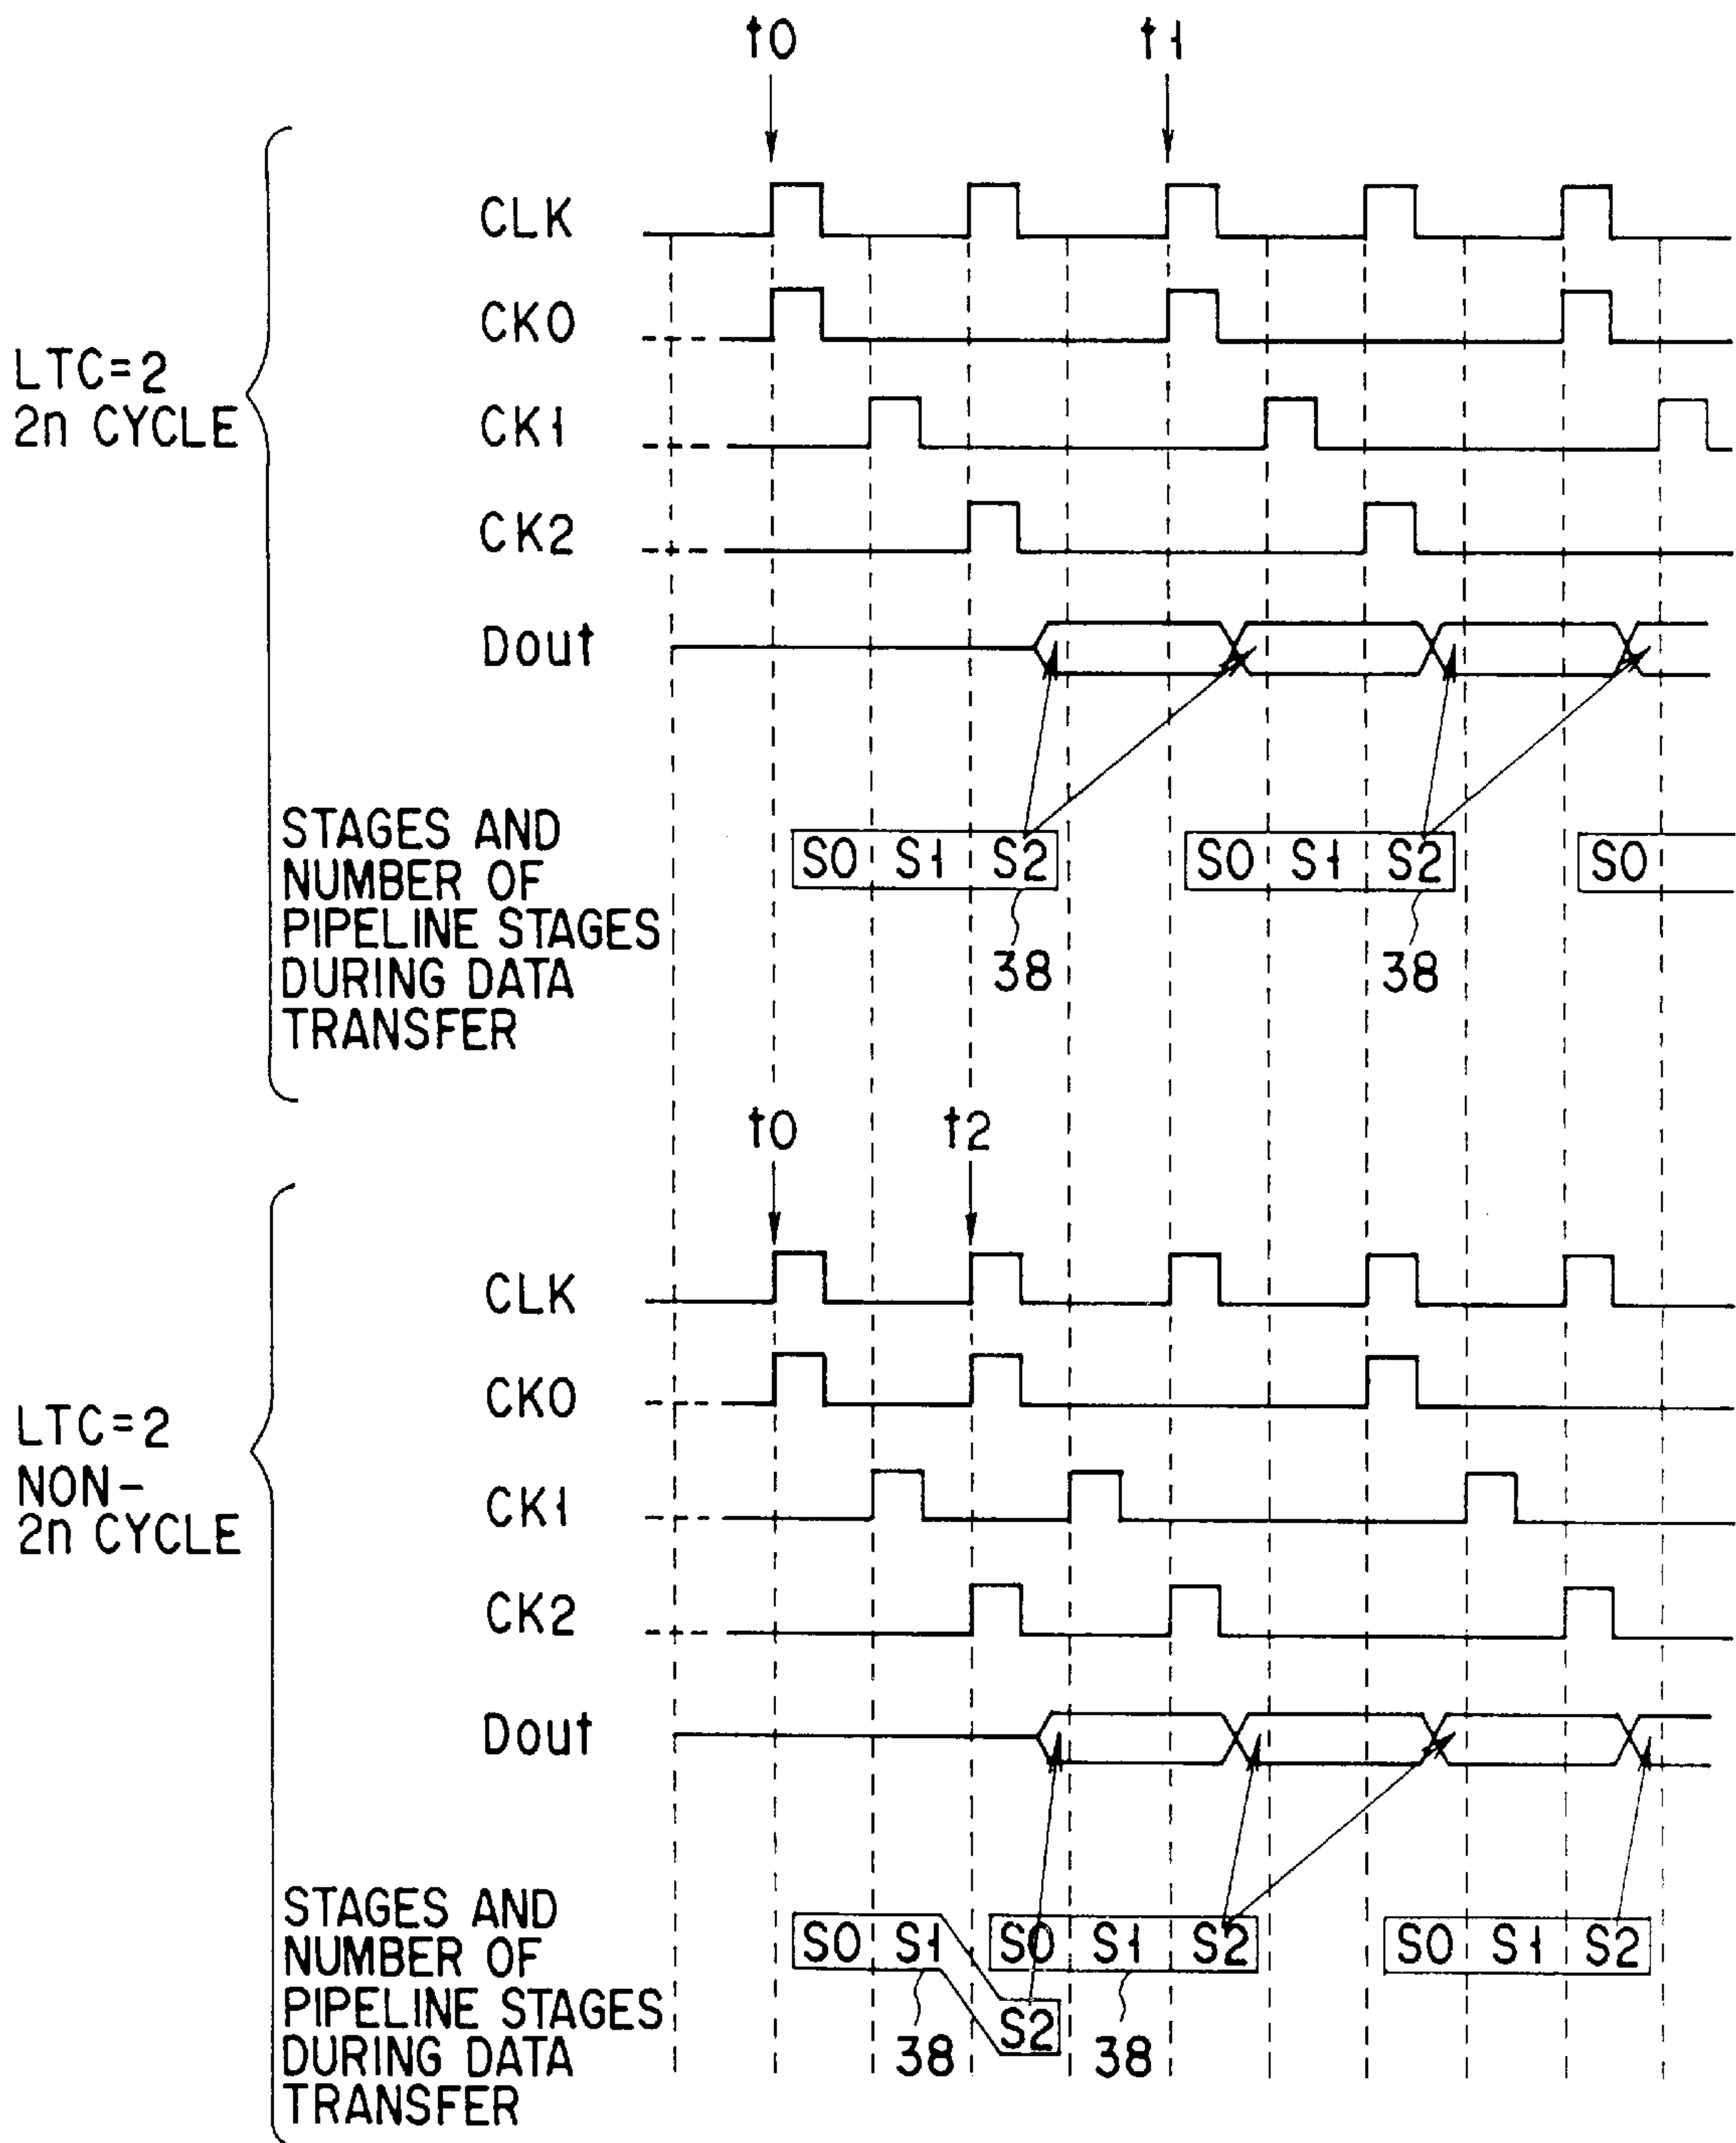 t0 t1
CLK
CK0
LTC=2
2n CYCLE
CK1
CK2
Dout
STAGES AND
NUMBER OF
PIPELINE STAGES
DURING DATA
TRANSFER
S0 S1 S2 S0 S1 S2 S0
38 38
t0 t2
CLK
CK0
LTC=2
NON-
2n CYCLE
CK1
CK2
Dout
STAGES AND
NUMBER OF
PIPELINE STAGES
DURING DATA
TRANSFER
S0 S1 S0 S1 S2 S0 S1 S2
S2
38 38